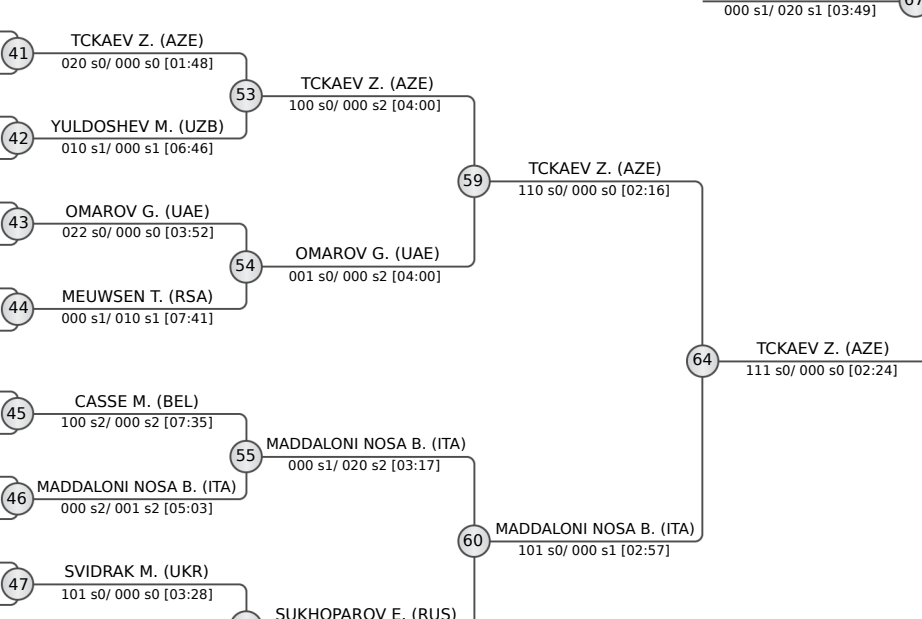 000 s1/ 020 s1 [03:49]
41
TCKAEV Z. (AZE)
020 s0/ 000 s0 [01:48]
53
TCKAEV Z. (AZE)
100 s0/ 000 s2 [04:00]
42
YULDOSHEV M. (UZB)
010 s1/ 000 s1 [06:46]
59
TCKAEV Z. (AZE)
110 s0/ 000 s0 [02:16]
43
OMAROV G. (UAE)
022 s0/ 000 s0 [03:52]
54
OMAROV G. (UAE)
001 s0/ 000 s2 [04:00]
44
MEUWSEN T. (RSA)
000 s1/ 010 s1 [07:41]
64
TCKAEV Z. (AZE)
111 s0/ 000 s0 [02:24]
45
CASSE M. (BEL)
100 s2/ 000 s2 [07:35]
55
MADDALONI NOSA B. (ITA)
000 s1/ 020 s2 [03:17]
46
MADDALONI NOSA B. (ITA)
000 s2/ 001 s2 [05:03]
60
MADDALONI NOSA B. (ITA)
101 s0/ 000 s1 [02:57]
47
SVIDRAK M. (UKR)
101 s0/ 000 s0 [03:28]
SUKHOPAROV E. (RUS)